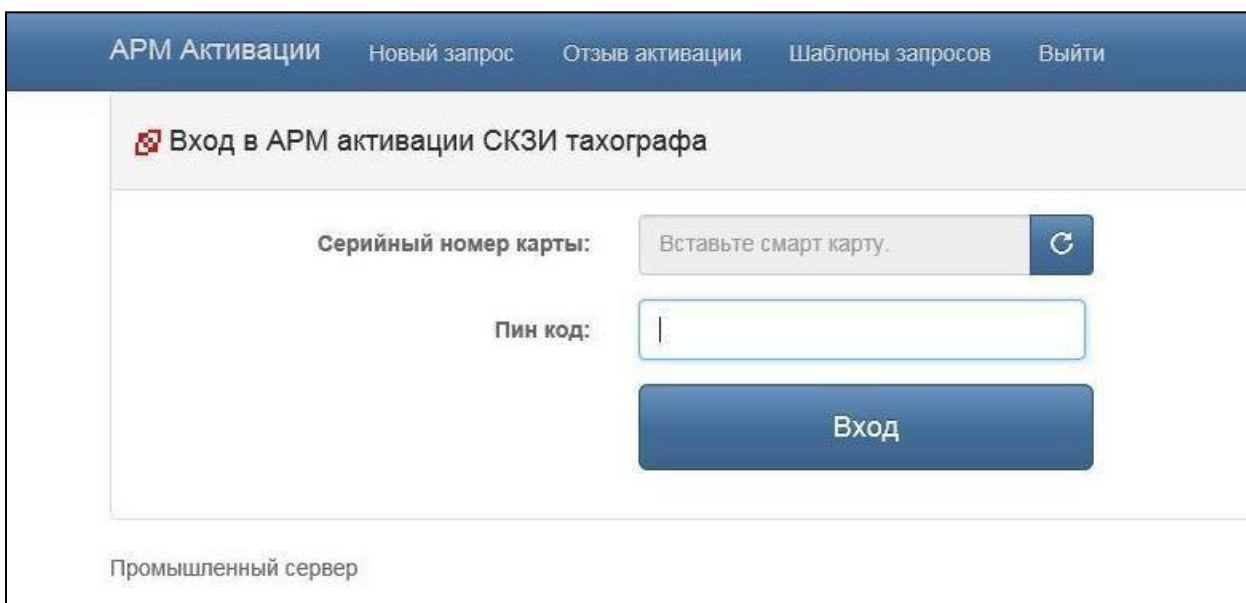 АРМ Активации Новый запрос Отзыв активации Шаблоны запросов Выйти
Вход в АРМ активации СКЗИ тахографа
Серийный номер карты: Вставьте смарт карту.
Пин код:
Вход
Промышленный сервер